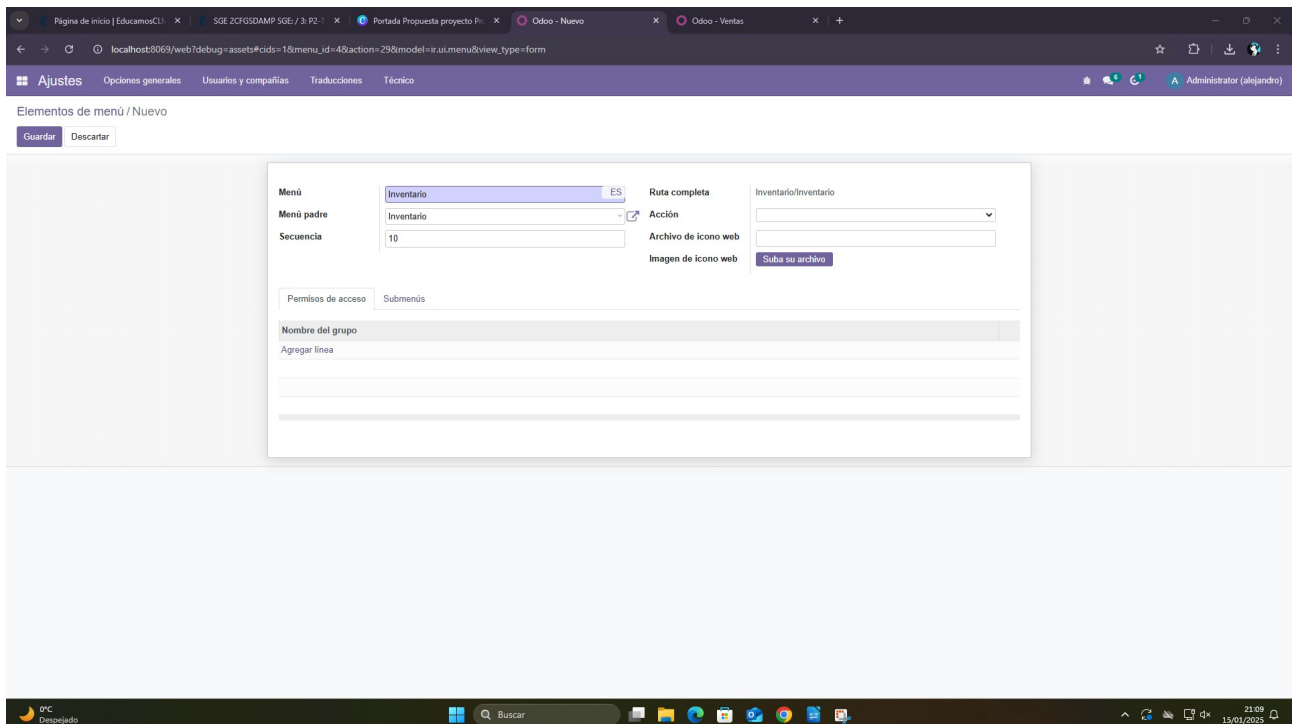 Página de inicio | EducamosCL
SGE 2CFGSDAMP SGE: / 3: P2-1
Portada Propuesta proyecto Pr
Odoo - Nuevo
Odoo - Ventas
localhost:8069/web?debug=assets#cids=1&menu_id=4&action=29&model=ir.ui.menu&view_type=form
Ajustes Opciones generales Usuarios y compañías Traducciones Técnico 6 1 A Administrator (alejandro)
Elementos de menú / Nuevo
Guardar Descartar
Menú Inventario ES Ruta completa Inventario/Inventario
Menú padre Inventario Acción
Secuencia 10 Archivo de icono web
Imagen de icono web Suba su archivo
Permisos de acceso Submenús
Nombre del grupo
Agregar línea
0°C
Despejado
Buscar
21:09
15/01/2025